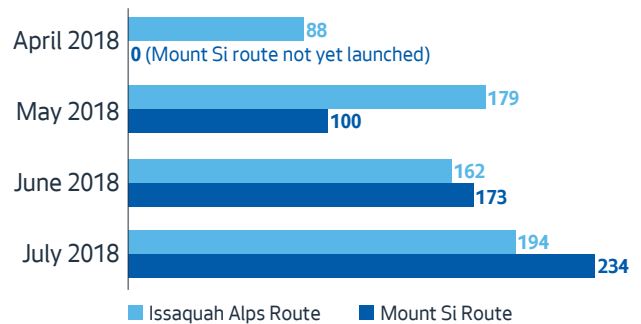 April 2018
88
0 (Mount Si route not yet launched)
May 2018
179
100
June 2018
162
173
July 2018
194
234
Issaquah Alps Route
Mount Si Route